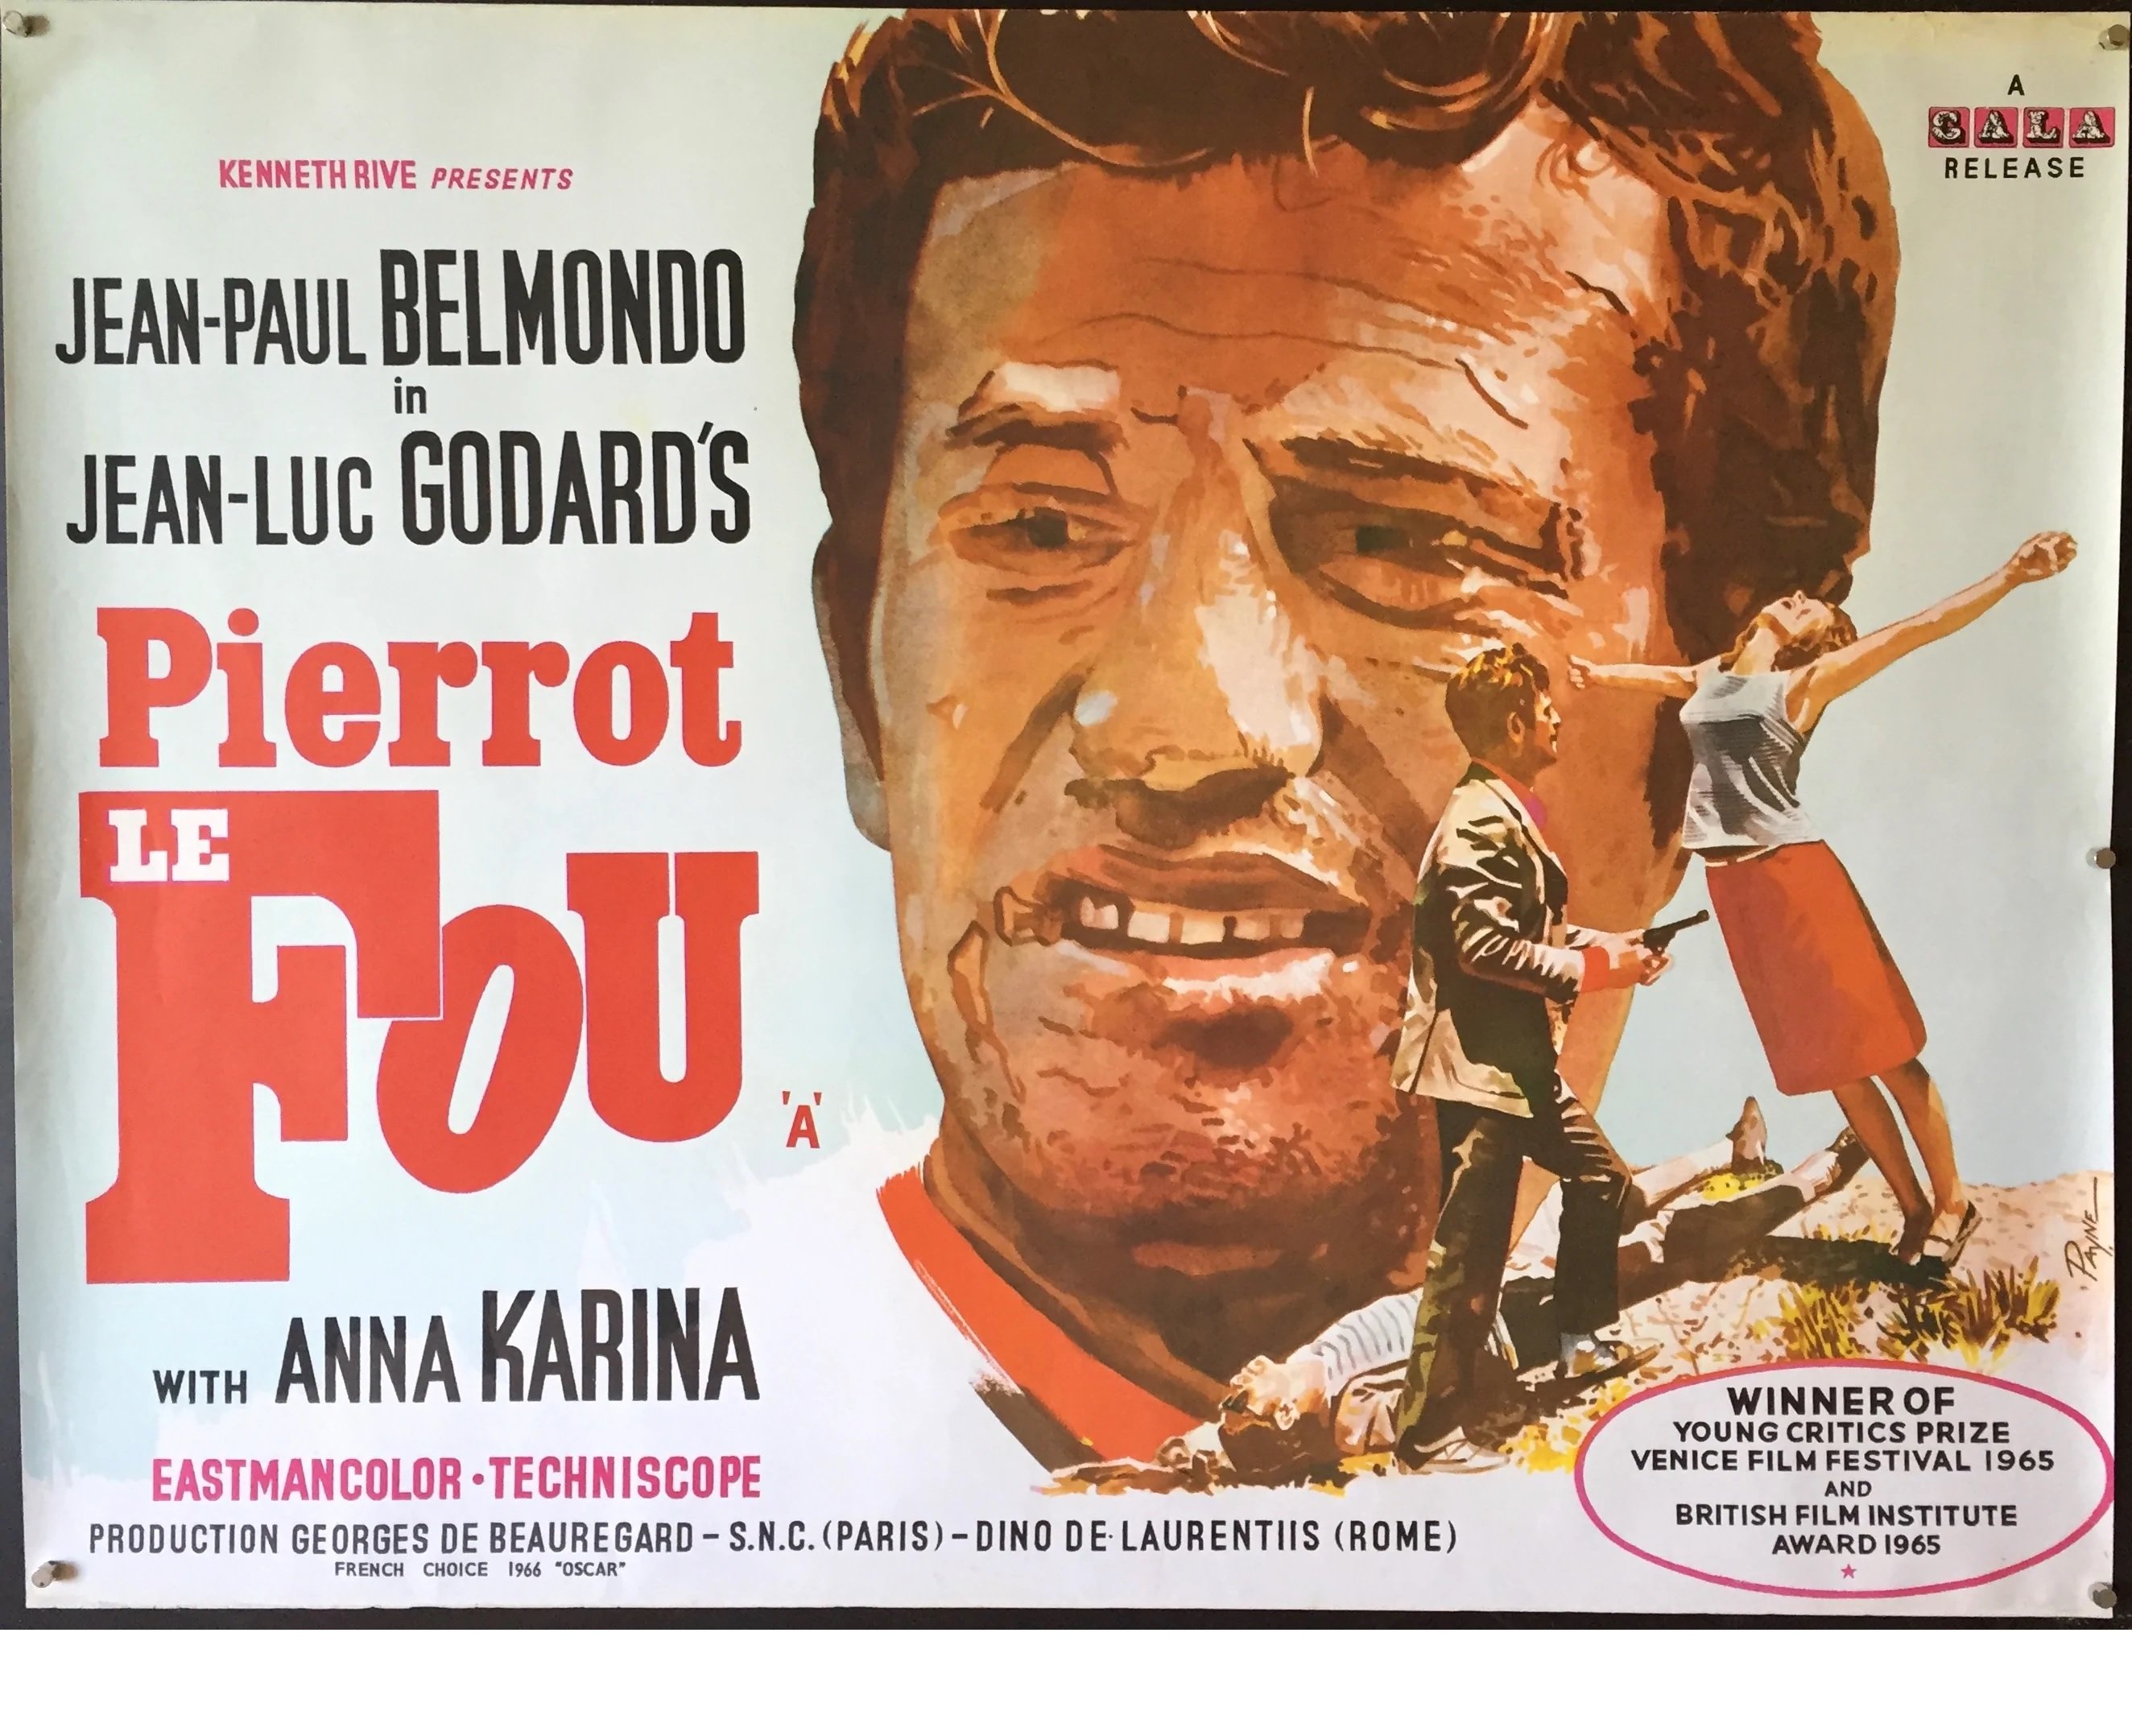 KENNETH RIVE PRESENTS
JEAN-PAUL BELMONDO
in
JEAN-LUC GODARD'S
Pierrot
LE
FOU
'A'
WITH ANNA KARINA
EASTMANCOLOR • TECHNISCOPE
PRODUCTION GEORGES DE BEAUREGARD – S.N.C. (PARIS) – DINO DE LAURENTIIS (ROME)
FRENCH CHOICE 1966 "OSCAR"
A
GALA
RELEASE
PAYNE
WINNER OF
YOUNG CRITICS PRIZE
VENICE FILM FESTIVAL 1965
AND
BRITISH FILM INSTITUTE
AWARD 1965